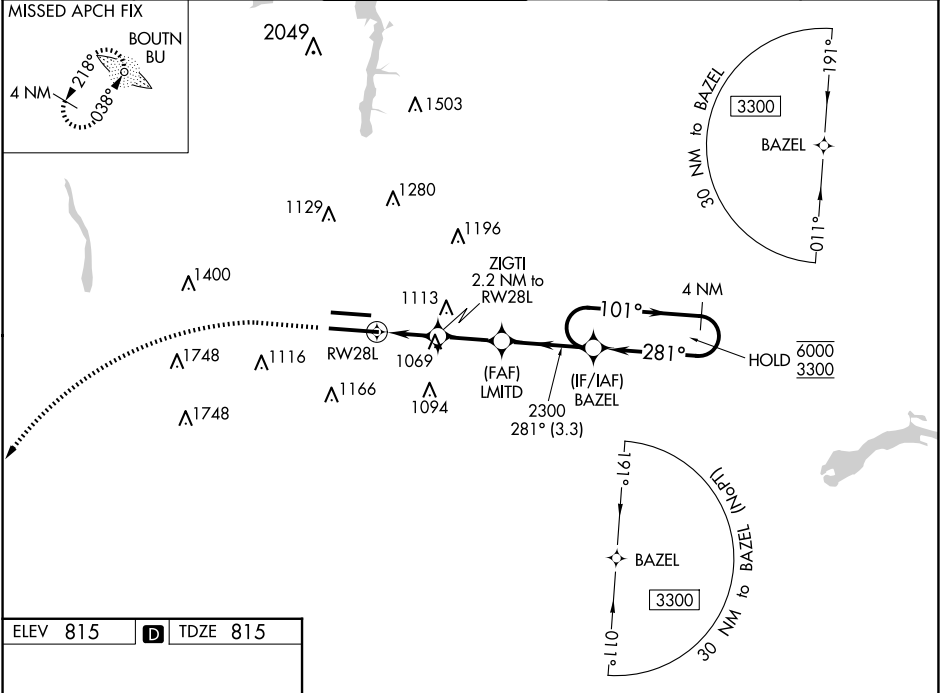 MISSED APCH FIX
BOUTN
BU
218°
038°
4 NM
2049
1503
1280
1129
1196
1400
1113
ZIGTI
2.2 NM to
RW28L
1748
1116
RW28L
1069
1166
1094
1748
(FAF)
LMITD
2300
281° (3.3)
(IF/IAF)
BAZEL
101°
281°
4 NM
HOLD
6000
3300
30 NM to BAZEL
3300
191°
BAZEL
011°
30 NM to BAZEL (NoPT)
191°
BAZEL
3300
011°
ELEV 815 D TDZE 815